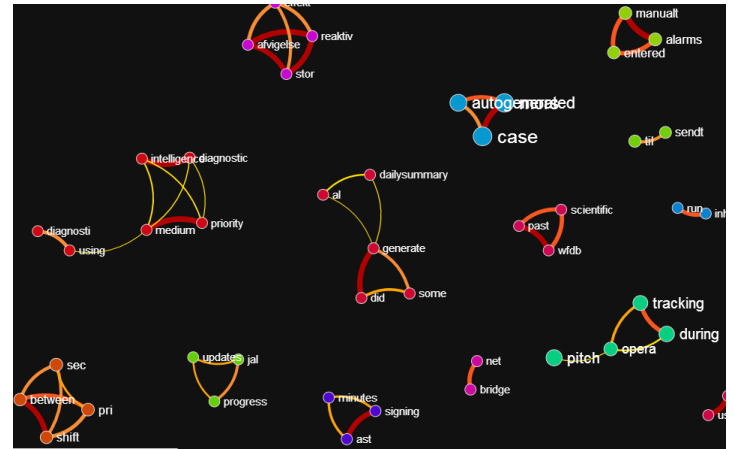 manualt
reaktiv
alarms
afvigelse
entered
stor
autogenerated
case
sendt
til
intelligence
diagnostic
dailysummary
al
scientific
run
past
priority
medium
diagnosti
generate
using
wfdb
did
some
tracking
during
opera
pitch
updates
jal
net
sec
bridge
between
minutes
progress
pri
signing
shift
ast